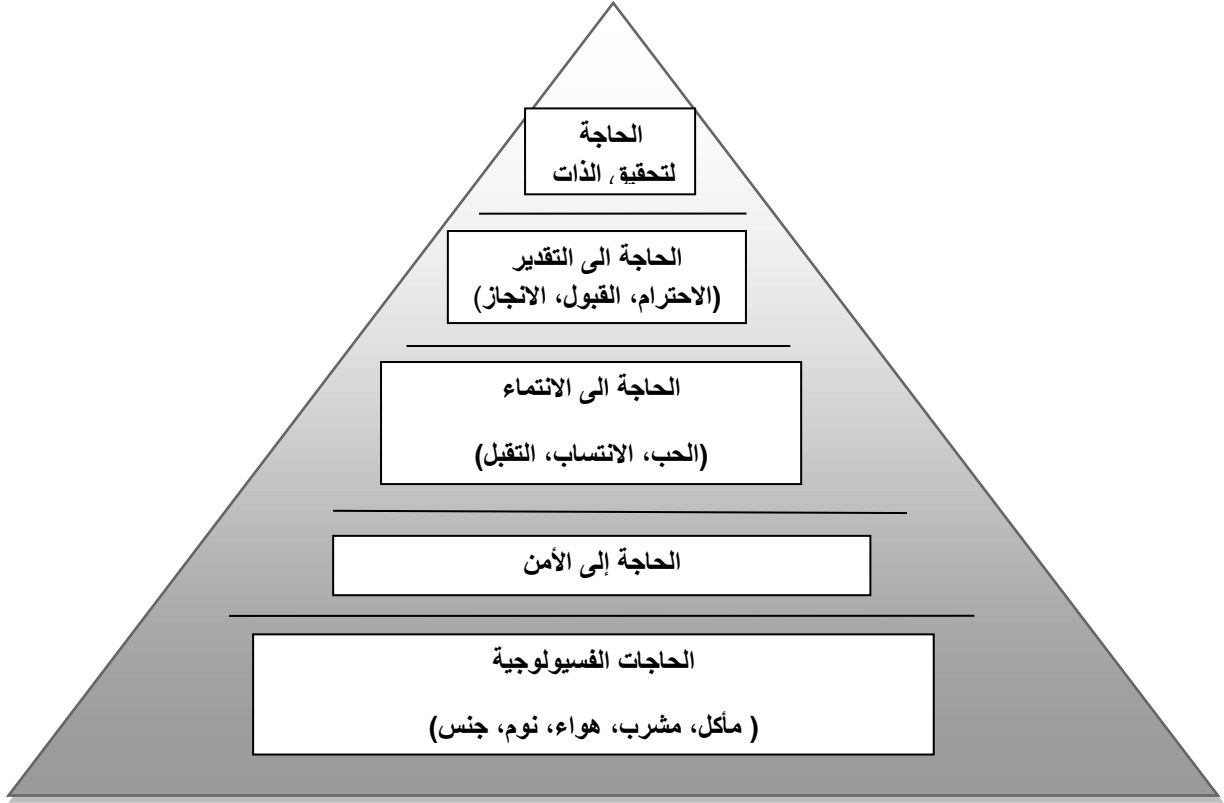 الحاجة
لتحقيق الذات
الحاجة الى التقدير
(الاحترام، القبول، الانجاز)
الحاجة الى الانتماء
(الحب، الانتساب، التقبل)
الحاجة إلى الأمن
الحاجات الفسيولوجية
( مأكل، مشرب، هواء، نوم، جنس)